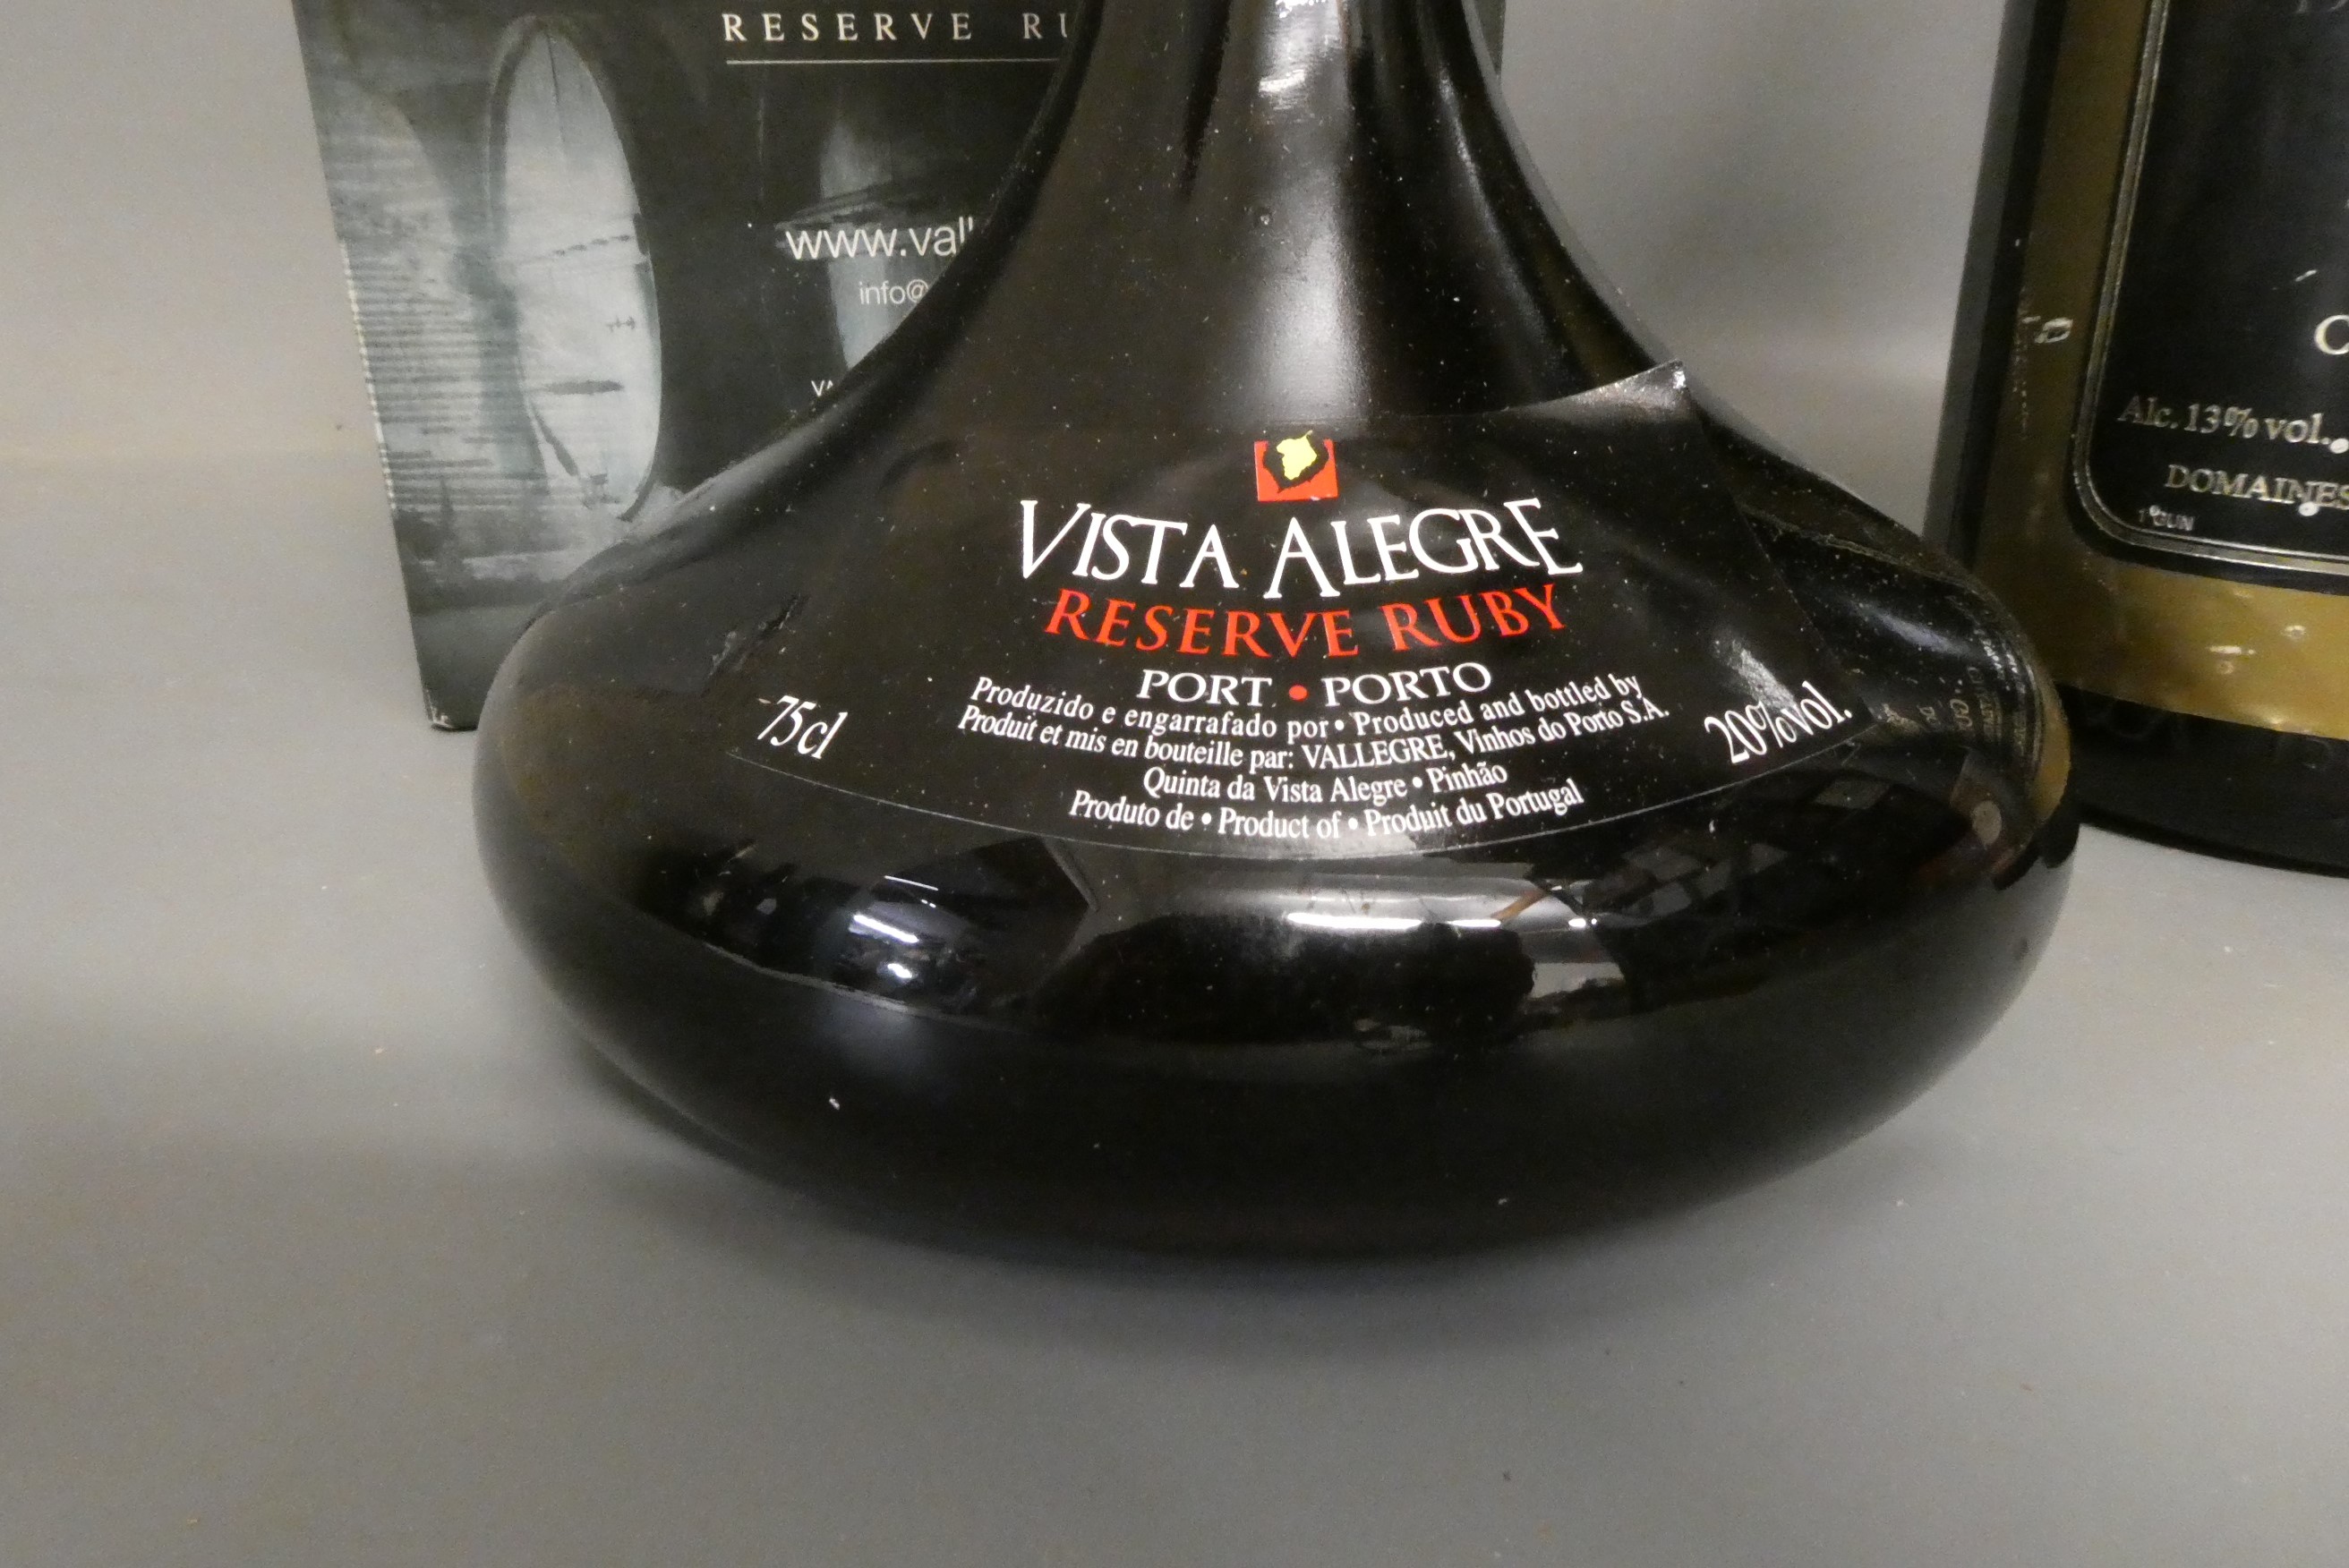 RESERVE RU
www.vall
info@
VA
VISTA ALEGRE
RESERVE RUBY
PORT • PORTO
Produzido e engarrafado por • Produced and bottled by
Produit et mis en bouteille par: VALLEGRE, Vinhos do Porto S.A.
Quinta da Vista Alegre • Pinhão
Produto de • Product of • Produit du Portugal
75cl
20%vol.
C
Alc. 13% vol.
DOMAINES